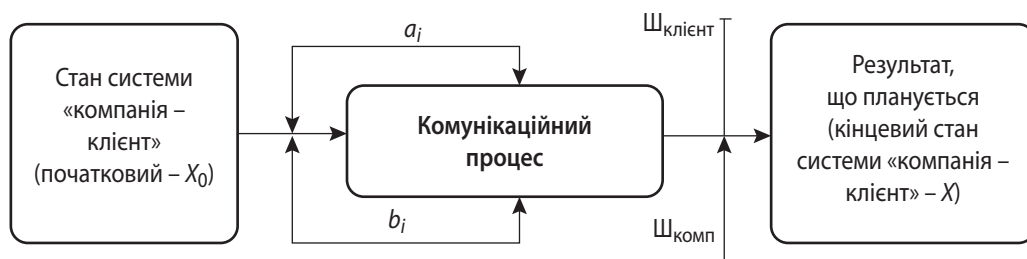 Стан системи
«компанія –
клієнт»
(початковий – X0)
ai
Комунікаційний
процес
bi
Шклієнт
Шкомп
Результат,
що планується
(кінцевий стан
системи «компанія –
клієнт» – X)